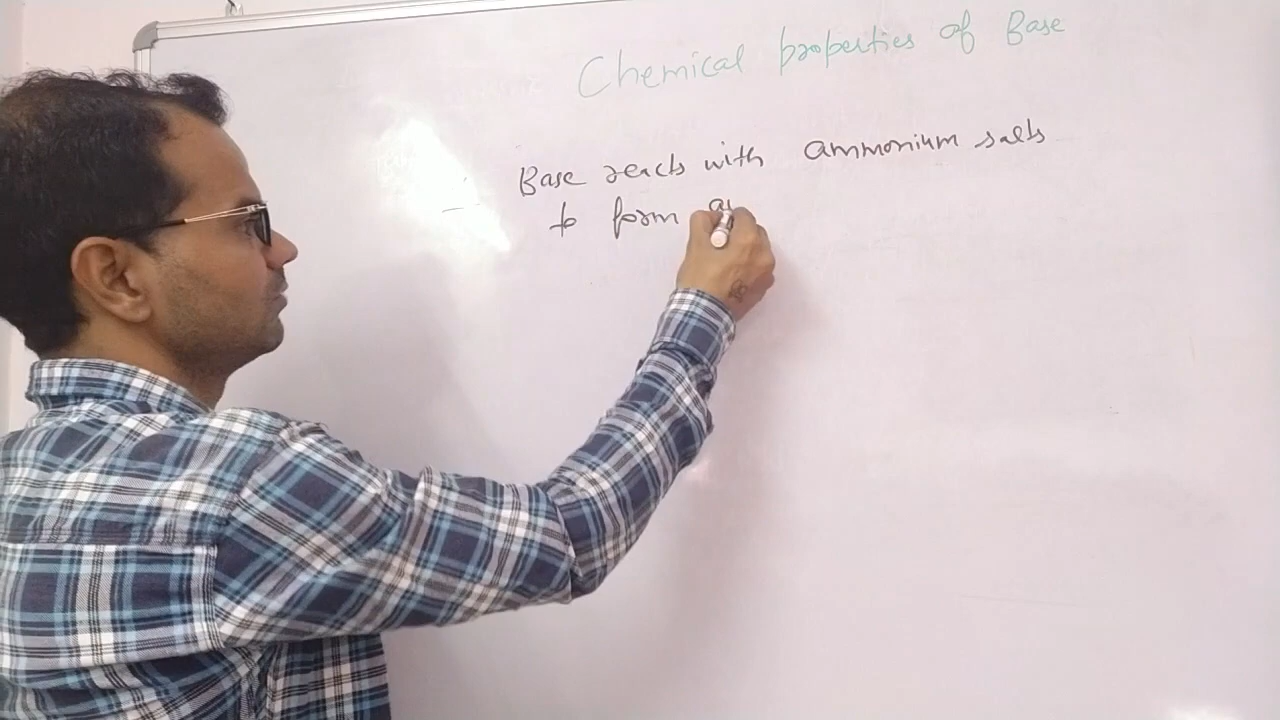 Chemical properties of Base
Base reacts with ammonium salts
to form